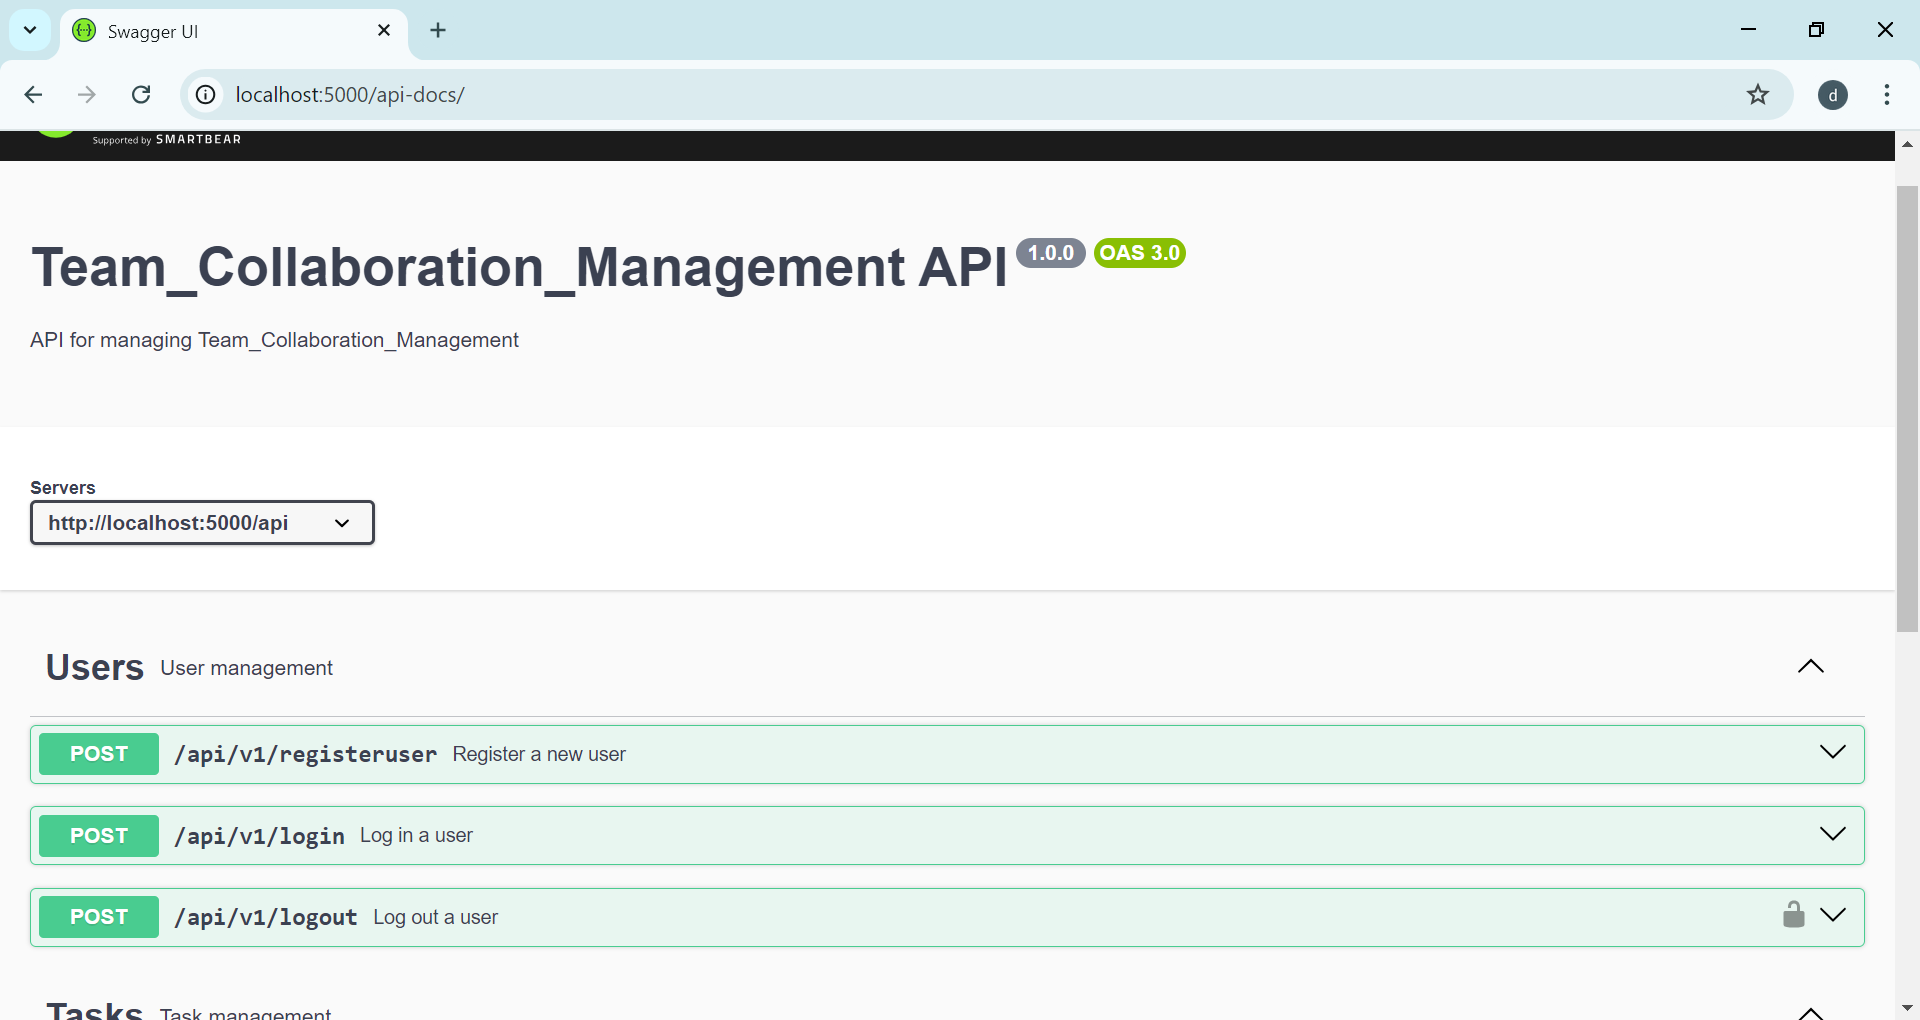 Swagger UI
localhost:5000/api-docs/
d
Supported by SMARTBEAR
Team_Collaboration_Management API 1.0.0 OAS 3.0
API for managing Team_Collaboration_Management
Servers
http://localhost:5000/api
Users User management
POST /api/v1/registeruser Register a new user
POST /api/v1/login Log in a user
POST /api/v1/logout Log out a user
Tasks Task management